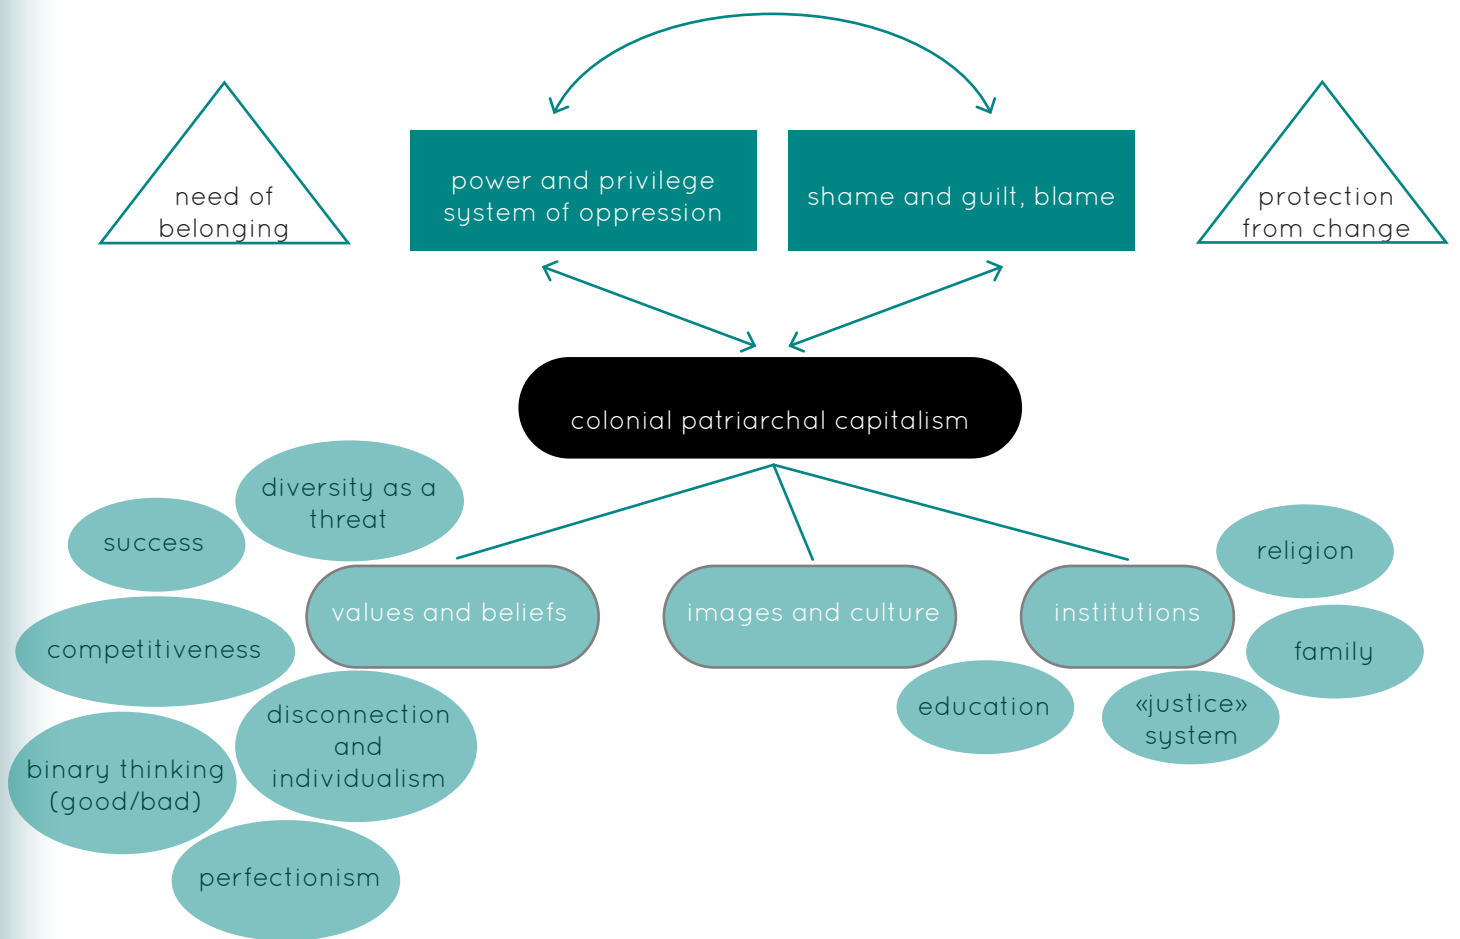 need of
belonging
power and privilege
system of oppression
shame and guilt, blame
protection
from change
colonial patriarchal capitalism
diversity as a
threat
success
competitiveness
values and beliefs
disconnection
and
individualism
binary thinking
(good/bad)
perfectionism
images and culture
institutions
religion
family
education
«justice»
system